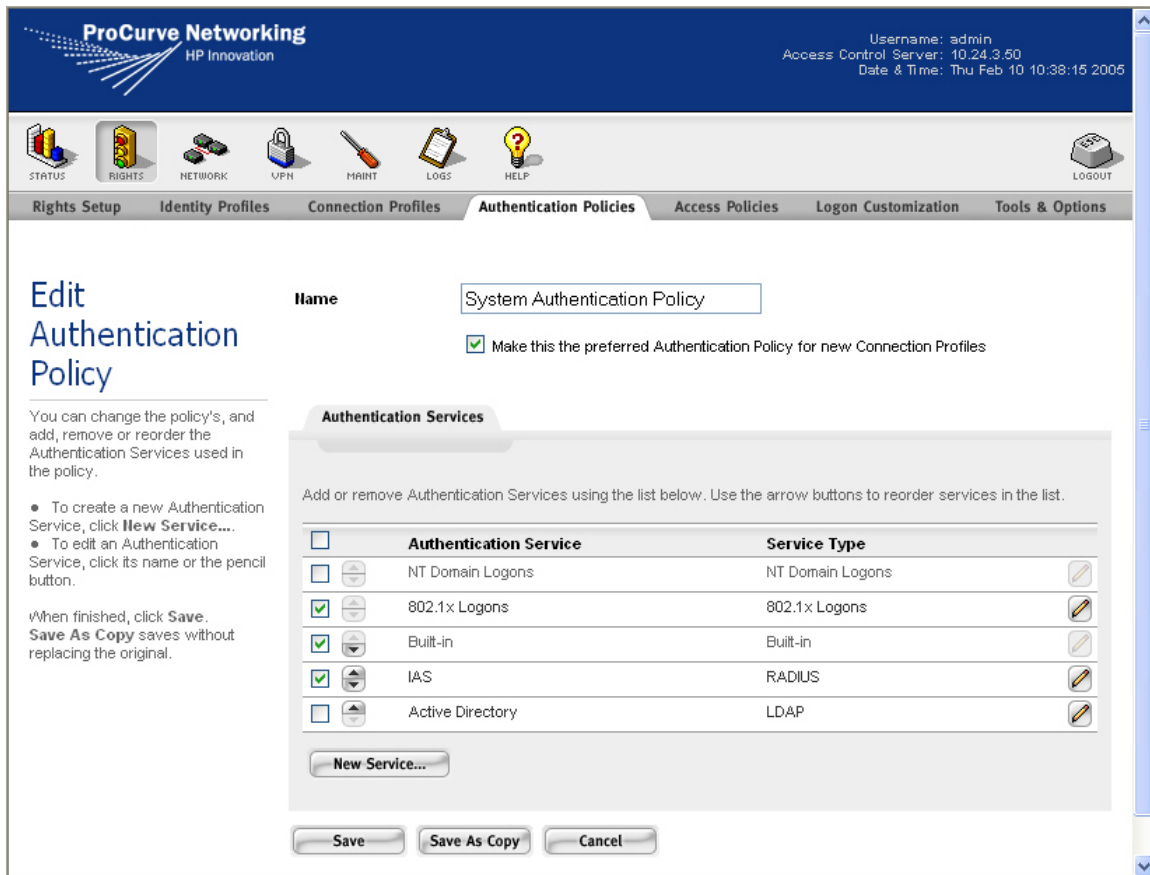 ProCurve Networking
HP Innovation
Username: admin
Access Control Server: 10.24.3.50
Date & Time: Thu Feb 10 10:38:15 2005
STATUS RIGHTS NETWORK VPN MAINT LOGS HELP LOGOUT
Rights Setup Identity Profiles Connection Profiles Authentication Policies Access Policies Logon Customization Tools & Options
Edit
Authentication
Policy
You can change the policy's, and
add, remove or reorder the
Authentication Services used in
the policy.
● To create a new Authentication
Service, click New Service....
● To edit an Authentication
Service, click its name or the pencil
button.
When finished, click Save.
Save As Copy saves without
replacing the original.
Name System Authentication Policy
Make this the preferred Authentication Policy for new Connection Profiles
Authentication Services
Add or remove Authentication Services using the list below. Use the arrow buttons to reorder services in the list.
Authentication Service Service Type
NT Domain Logons NT Domain Logons
802.1x Logons 802.1x Logons
Built-in Built-in
IAS RADIUS
Active Directory LDAP
New Service...
Save Save As Copy Cancel